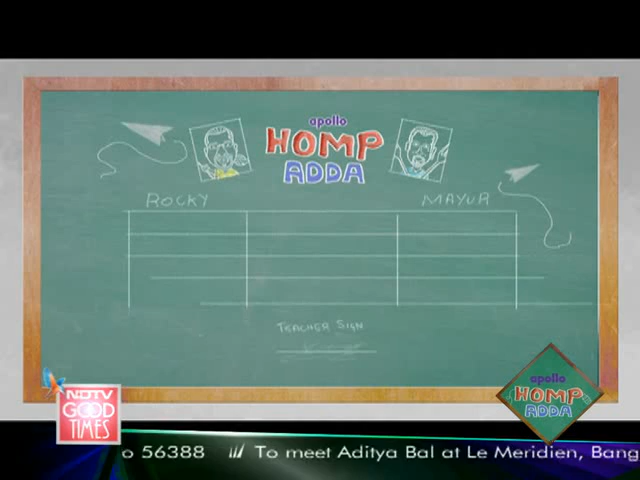 apollo
HOMP
ADDA
ROCKY
MAYUR
TEACHER SIGN
apollo
HOMP
ADDA
NDTV
GOOD
TIMES
o 56388 /// To meet Aditya Bal at Le Meridien, Bang